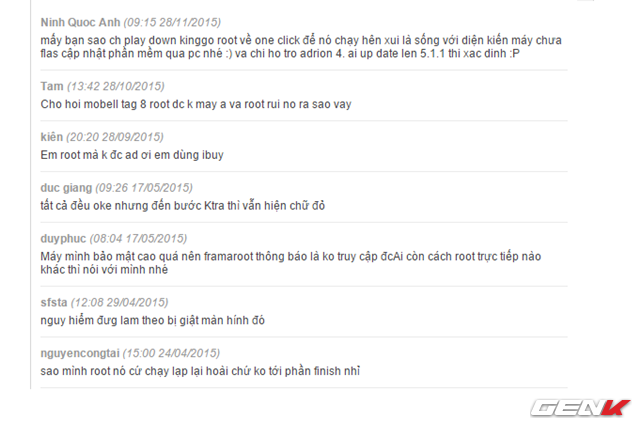 Ninh Quoc Anh (09:15 28/11/2015)
mấy bạn sao ch play down kinggo root về one click để nó chạy hên xui là sống với diện kiến máy chưa
flas cập nhật phần mềm qua pc nhé :) va chi ho tro adrion 4. ai up date len 5.1.1 thi xac dinh :P
Tam (13:42 28/10/2015)
Cho hoi mobell tag 8 root dc k may a va root rui no ra sao vay
kiên (20:20 28/09/2015)
Em root mà k đc ad ơi em dùng ibuy
duc giang (09:26 17/05/2015)
tất cả đều oke nhưng đến bước Ktra thì vẫn hiện chữ đỏ
duyphuc (08:04 17/05/2015)
Máy mình bảo mật cao quá nên framaroot thông báo là ko truy cập đcAi còn cách root trực tiếp nào
khác thì nói với mình nhé
sfsta (12:08 29/04/2015)
nguy hiểm đưg lam theo bị giật màn hính đó
nguyencongtai (15:00 24/04/2015)
sao mình root nó cứ chạy lạp lại hoài chứ ko tới phần finish nhỉ
GENK